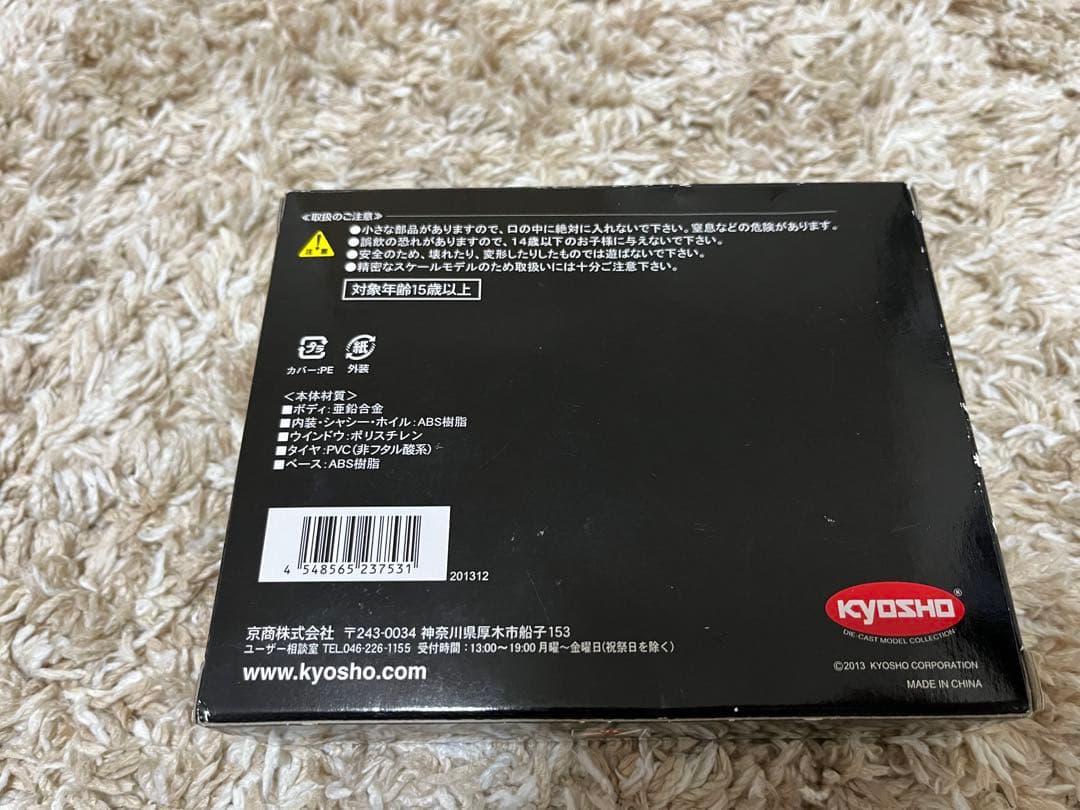 ≪取扱のご注意≫
注意
●小さな部品がありますので、口の中に絶対に入れないで下さい。窒息などの危険があります。
●誤飲の恐れがありますので、14歳以下のお子様に与えないで下さい。
●安全のため、壊れたり、変形したりしたものでは遊ばないで下さい。
●精密なスケールモデルのため取扱いには十分ご注意下さい。
対象年齢15歳以上
プラ 紙
カバー:PE 外装
＜本体材質＞
■ボディ:亜鉛合金
■内装・シャシー・ホイル:ABS樹脂
■ウインドウ:ポリスチレン
■タイヤ:PVC(非フタル酸系)
■ベース:ABS樹脂
4 548565 237531
201312
京商株式会社 〒243-0034 神奈川県厚木市船子153
ユーザー相談室 TEL.046-226-1155 受付時間:13:00〜19:00 月曜〜金曜日(祝祭日を除く)
www.kyosho.com
KYOSHO®
DIE-CAST MODEL COLLECTION
©2013 KYOSHO CORPORATION
MADE IN CHINA